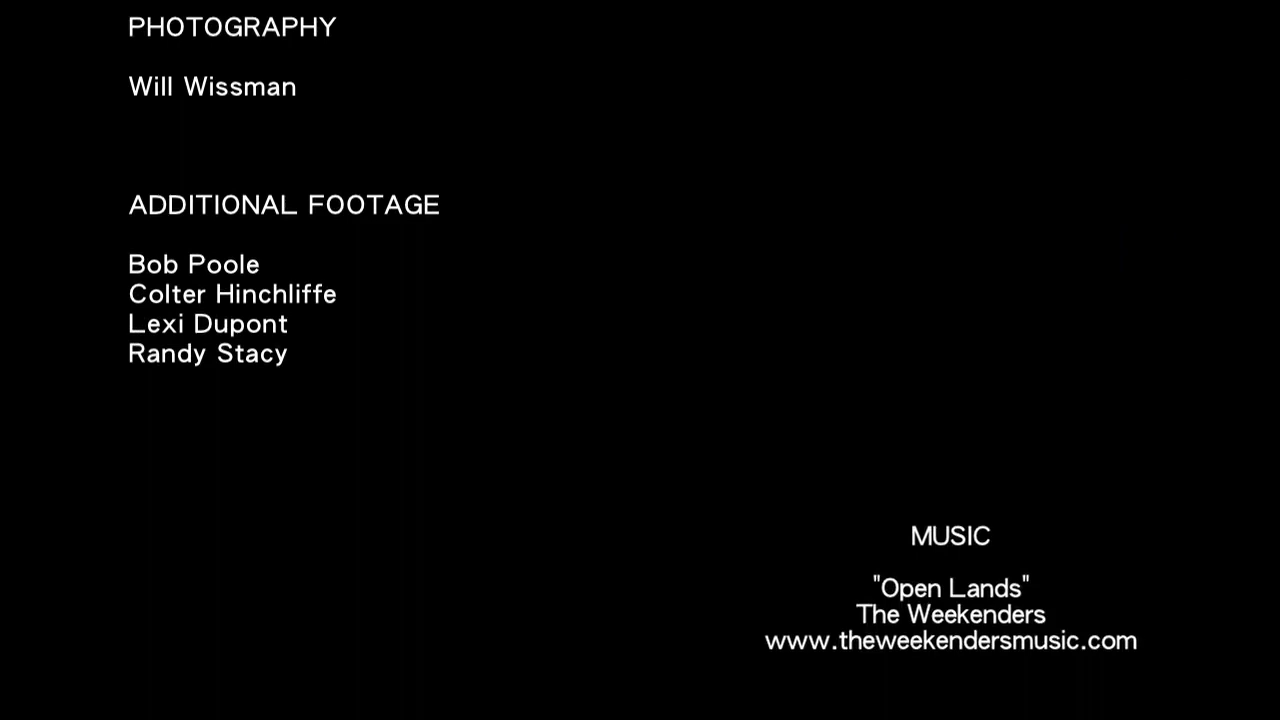 PHOTOGRAPHY
Will Wissman
ADDITIONAL FOOTAGE
Bob Poole
Colter Hinchliffe
Lexi Dupont
Randy Stacy
MUSIC
"Open Lands"
The Weekenders
www.theweekendersmusic.com